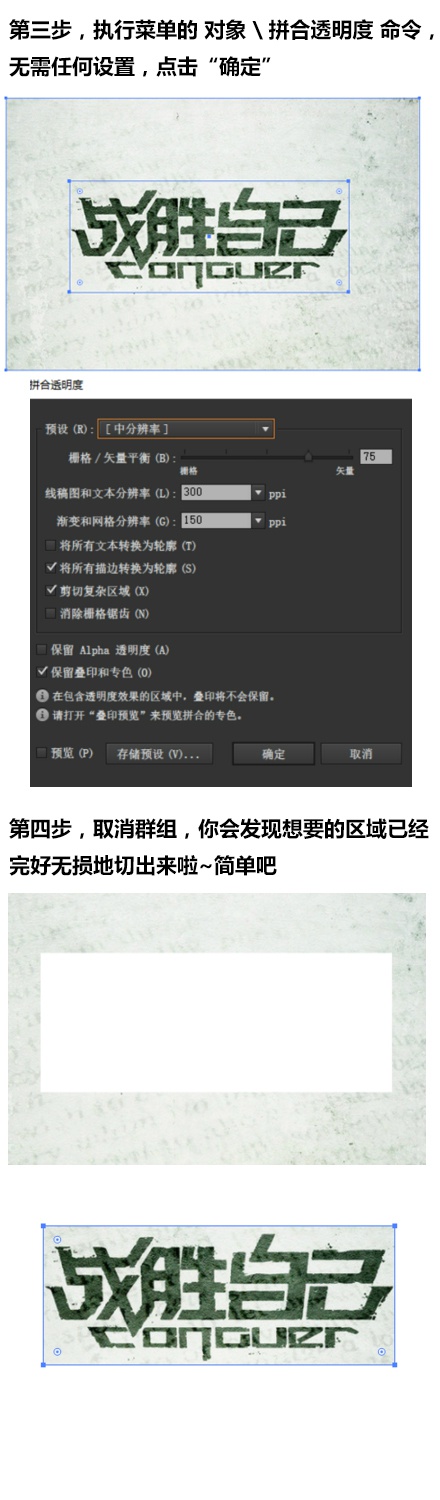 第三步，执行菜单的 对象 \ 拼合透明度 命令，
无需任何设置，点击“确定”
战胜自己
conquer
拼合透明度
预设 (R): [ 中分辨率 ]
栅格 / 矢量平衡 (B): 75
栅格 矢量
线稿图和文本分辨率 (L): 300 ppi
渐变和网格分辨率 (G): 150 ppi
将所有文本转换为轮廓 (T)
将所有描边转换为轮廓 (S)
剪切复杂区域 (X)
消除栅格锯齿 (N)
保留 Alpha 透明度 (A)
保留叠印和专色 (O)
在包含透明度效果的区域中，叠印将不会保留。
请打开“叠印预览”来预览拼合的专色。
预览 (P) 存储预设 (V)... 确定 取消
第四步，取消群组，你会发现想要的区域已经
完好无损地切出来啦~简单吧
战胜自己
conquer